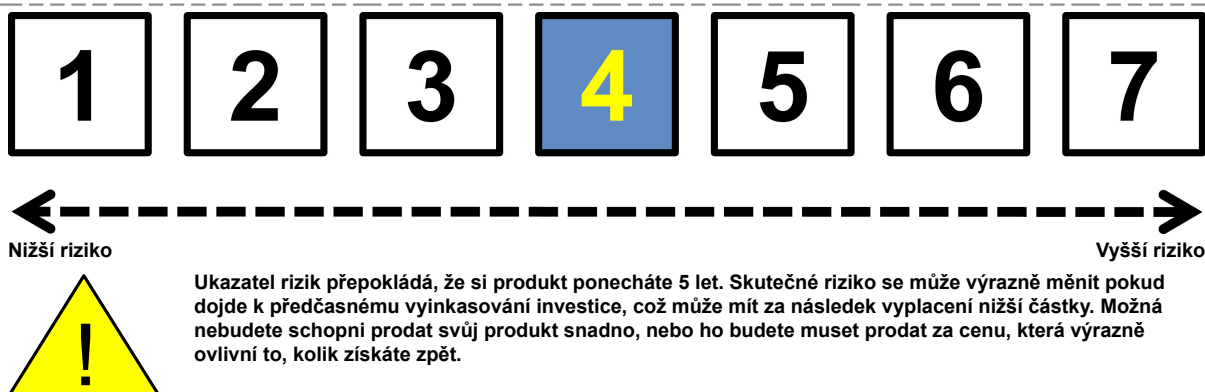 1 2 3 4 5 6 7
Nižší riziko Vyšší riziko
Ukazatel rizik přepokládá, že si produkt ponecháte 5 let. Skutečné riziko se může výrazně měnit pokud
dojde k předčasnému vyinkasování investice, což může mít za následek vyplacení nižší částky. Možná
nebudete schopni prodat svůj produkt snadno, nebo ho budete muset prodat za cenu, která výrazně
ovlivní to, kolik získáte zpět.
!